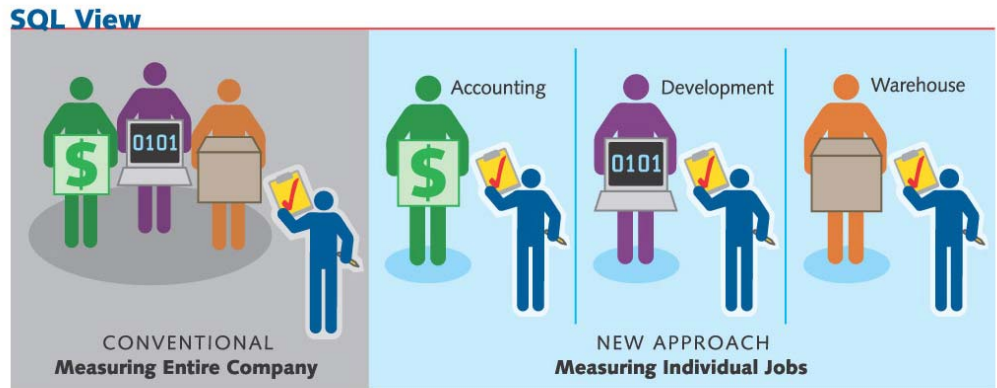 SQL View
$
0101
CONVENTIONAL
Measuring Entire Company
Accounting
$
Development
0101
Warehouse
NEW APPROACH
Measuring Individual Jobs